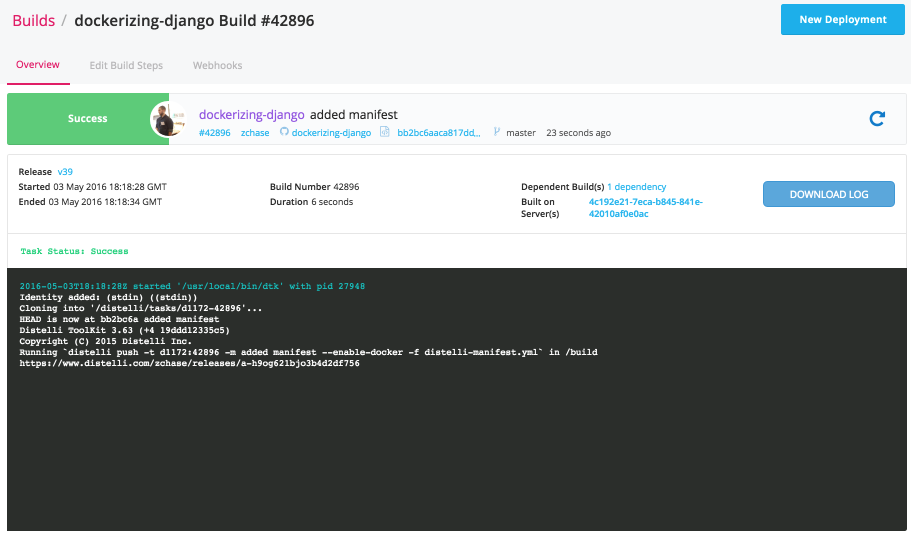 Builds / dockerizing-django Build #42896
New Deployment
Overview Edit Build Steps Webhooks
Success
dockerizing-django added manifest
#42896 zchase dockerizing-django bb2bc6aaca817dd... master 23 seconds ago
Release v39
Started 03 May 2016 18:18:28 GMT
Ended 03 May 2016 18:18:34 GMT
Build Number 42896
Duration 6 seconds
Dependent Build(s) 1 dependency
Built on Server(s) 4c192e21-7eca-b845-841e-42010af0e0ac
DOWNLOAD LOG
Task Status: Success
2016-05-03T18:18:28Z started '/usr/local/bin/dtk' with pid 27948
Identity added: (stdin) ((stdin))
Cloning into '/distelli/tasks/d1172-42896'...
HEAD is now at bb2bc6a added manifest
Distelli ToolKit 3.63 (+4 19ddd12335c5)
Copyright (C) 2015 Distelli Inc.
Running `distelli push -t d1172:42896 -m added manifest --enable-docker -f distelli-manifest.yml` in /build
https://www.distelli.com/zchase/releases/a-h9og621bjo3b4d2df756